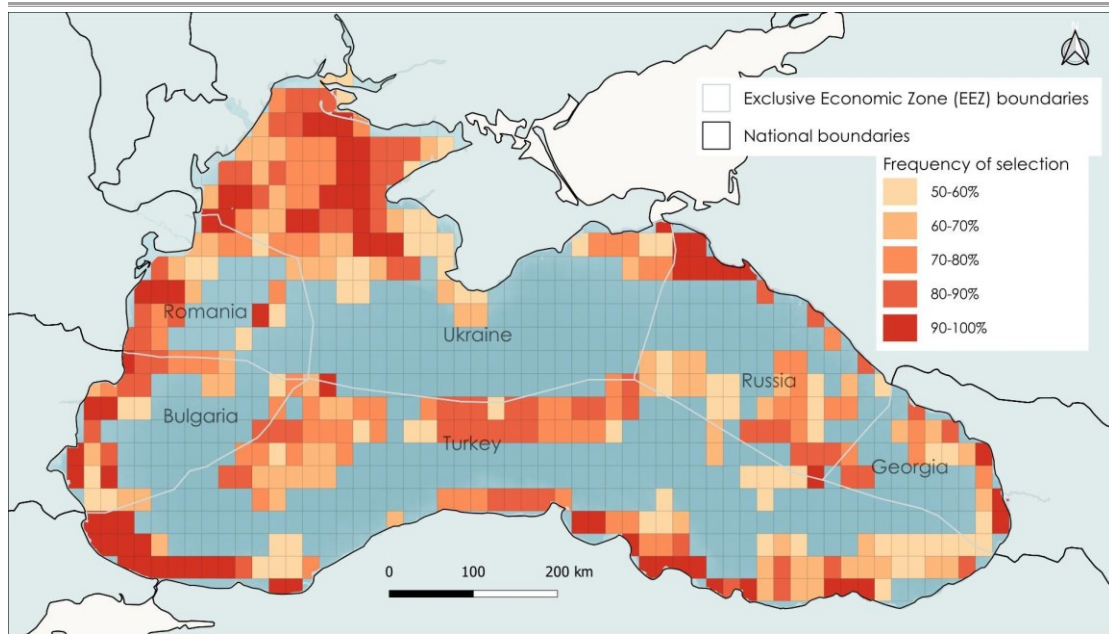 N
Exclusive Economic Zone (EEZ) boundaries
National boundaries
Frequency of selection
50-60%
60-70%
70-80%
80-90%
90-100%
Romania
Ukraine
Russia
Bulgaria
Turkey
Georgia
0 100 200 km